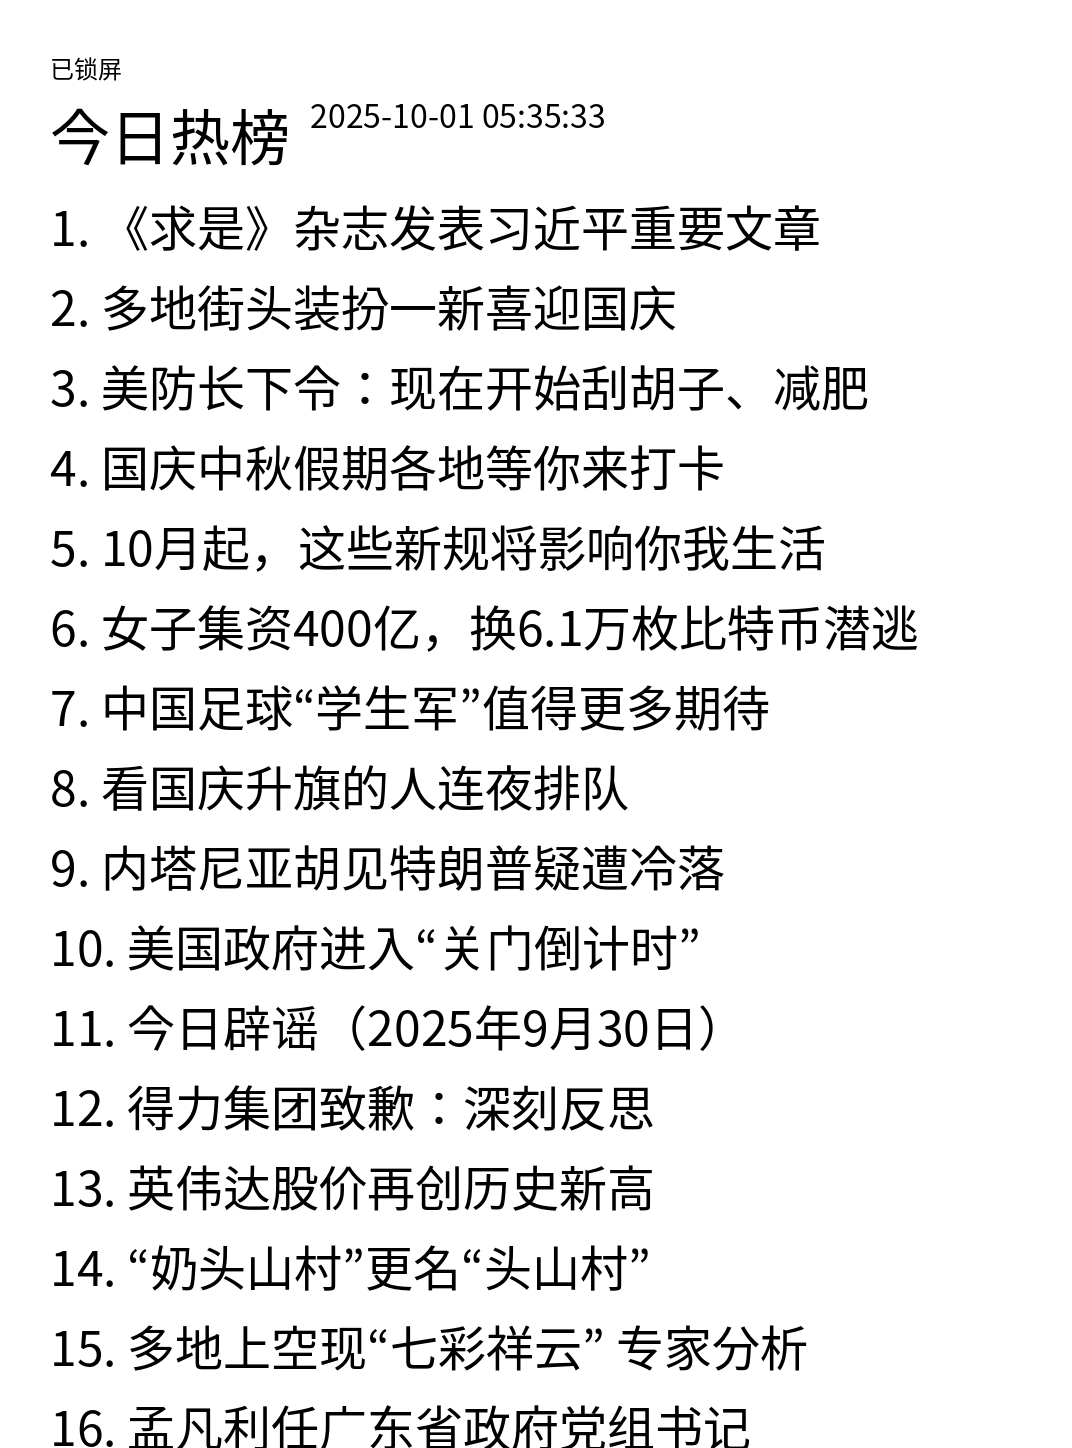 已锁屏
今日热榜 2025-10-01 05:35:33
1. 《求是》杂志发表习近平重要文章
2. 多地街头装扮一新喜迎国庆
3. 美防长下令：现在开始刮胡子、减肥
4. 国庆中秋假期各地等你来打卡
5. 10月起，这些新规将影响你我生活
6. 女子集资400亿，换6.1万枚比特币潜逃
7. 中国足球“学生军”值得更多期待
8. 看国庆升旗的人连夜排队
9. 内塔尼亚胡见特朗普疑遭冷落
10. 美国政府进入“关门倒计时”
11. 今日辟谣（2025年9月30日）
12. 得力集团致歉：深刻反思
13. 英伟达股价再创历史新高
14. “奶头山村”更名“头山村”
15. 多地上空现“七彩祥云” 专家分析
16. 孟凡利任广东省政府党组书记